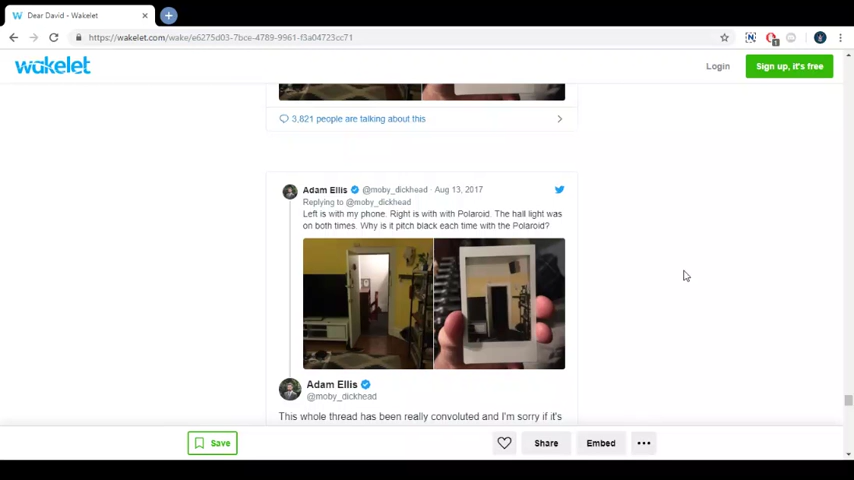 Dear David - Wakelet
https://wakelet.com/wake/e6275d03-7bce-4789-9961-f3a04723cc71
wakelet
Login
Sign up, it's free
3,821 people are talking about this
Adam Ellis @moby_dickhead · Aug 13, 2017
Replying to @moby_dickhead
Left is with my phone. Right is with with Polaroid. The hall light was
on both times. Why is it pitch black each time with the Polaroid?
Adam Ellis
@moby_dickhead
This whole thread has been really convoluted and I'm sorry if it's
Save
Share
Embed